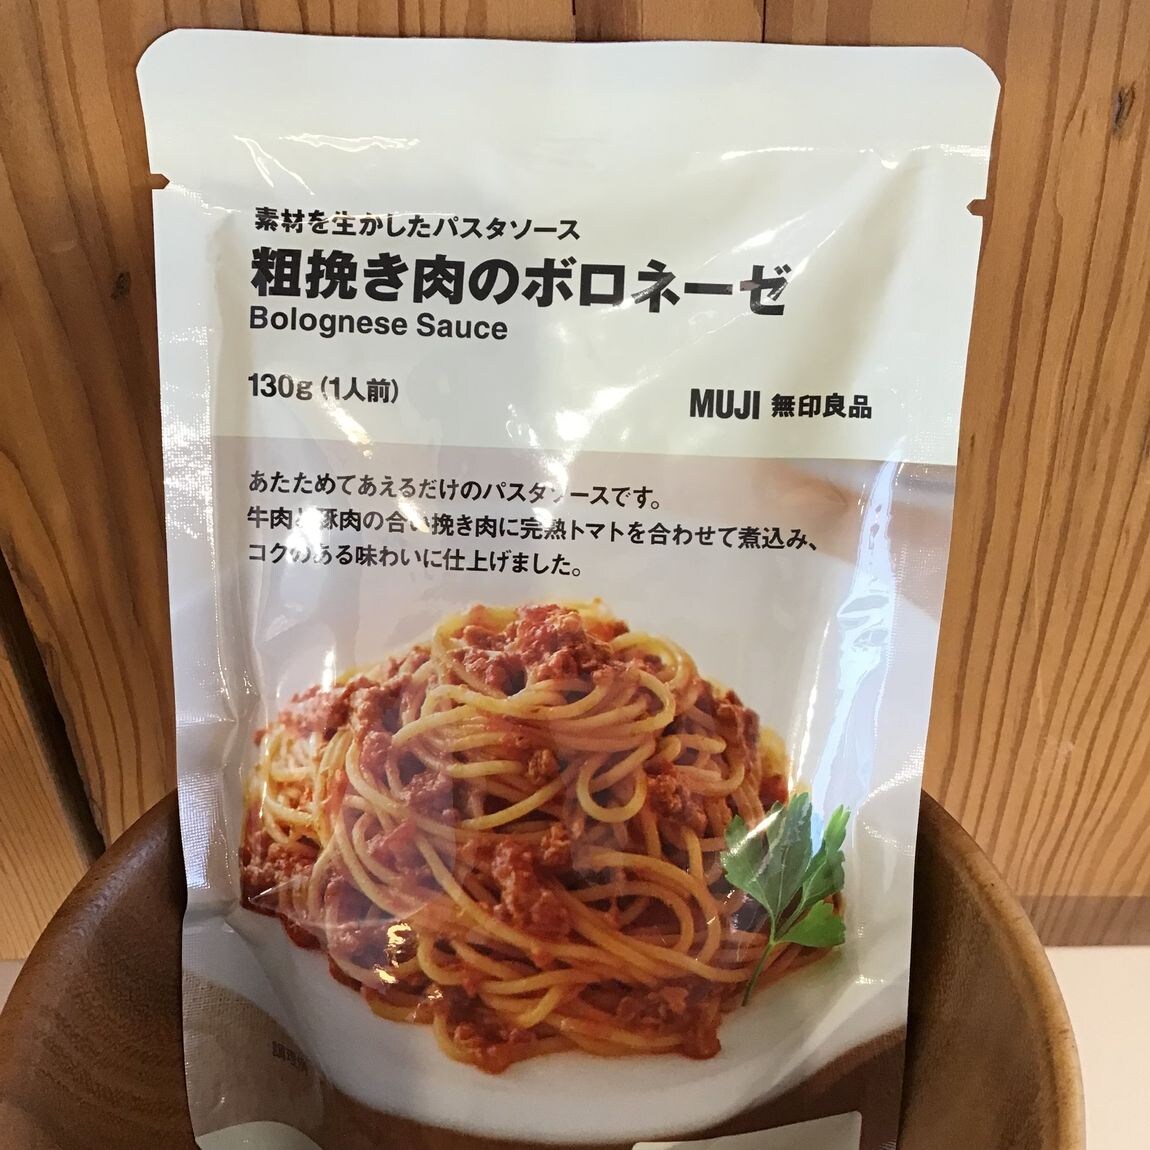 素材を生かしたパスタソース
粗挽き肉のボロネーゼ
Bolognese Sauce
130g（1人前）
MUJI 無印良品
あたためてあえるだけのパスタソースです。
牛肉と豚肉の合い挽き肉に完熟トマトを合わせて煮込み、
コクのある味わいに仕上げました。